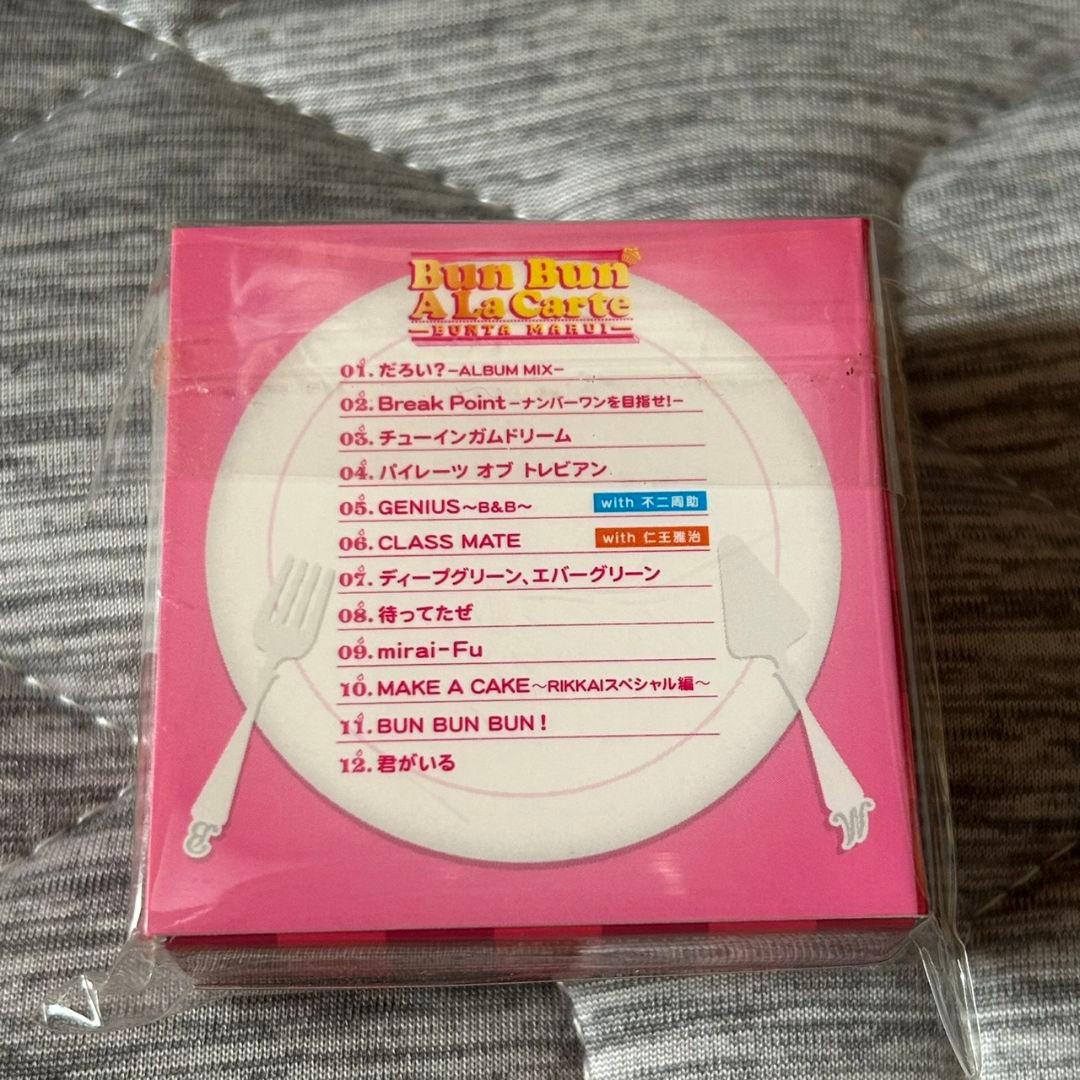 Bun Bun
A La Carte
BUNTA MARUI
01. だろい?-ALBUM MIX-
02. Break Point-ナンバーワンを目指せ!-
03. チューインガムドリーム
04. パイレーツ オブ トレビアン
05. GENIUS~B&B~ with 不二周助
06. CLASS MATE with 仁王雅治
07. ディープグリーン、エバーグリーン
08. 待ってたぜ
09. mirai-Fu
10. MAKE A CAKE~RIKKAIスペシャル編~
11. BUN BUN BUN!
12. 君がいる
B
M